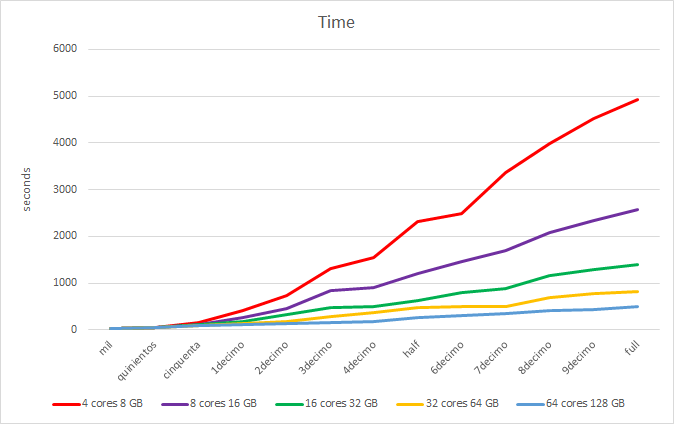 Time
6000
5000
4000
3000
2000
1000
0
seconds
mil
quinientos
cinquenta
1decimo
2decimo
3decimo
4decimo
half
6decimo
7decimo
8decimo
9decimo
full
4 cores 8 GB 8 cores 16 GB 16 cores 32 GB 32 cores 64 GB 64 cores 128 GB